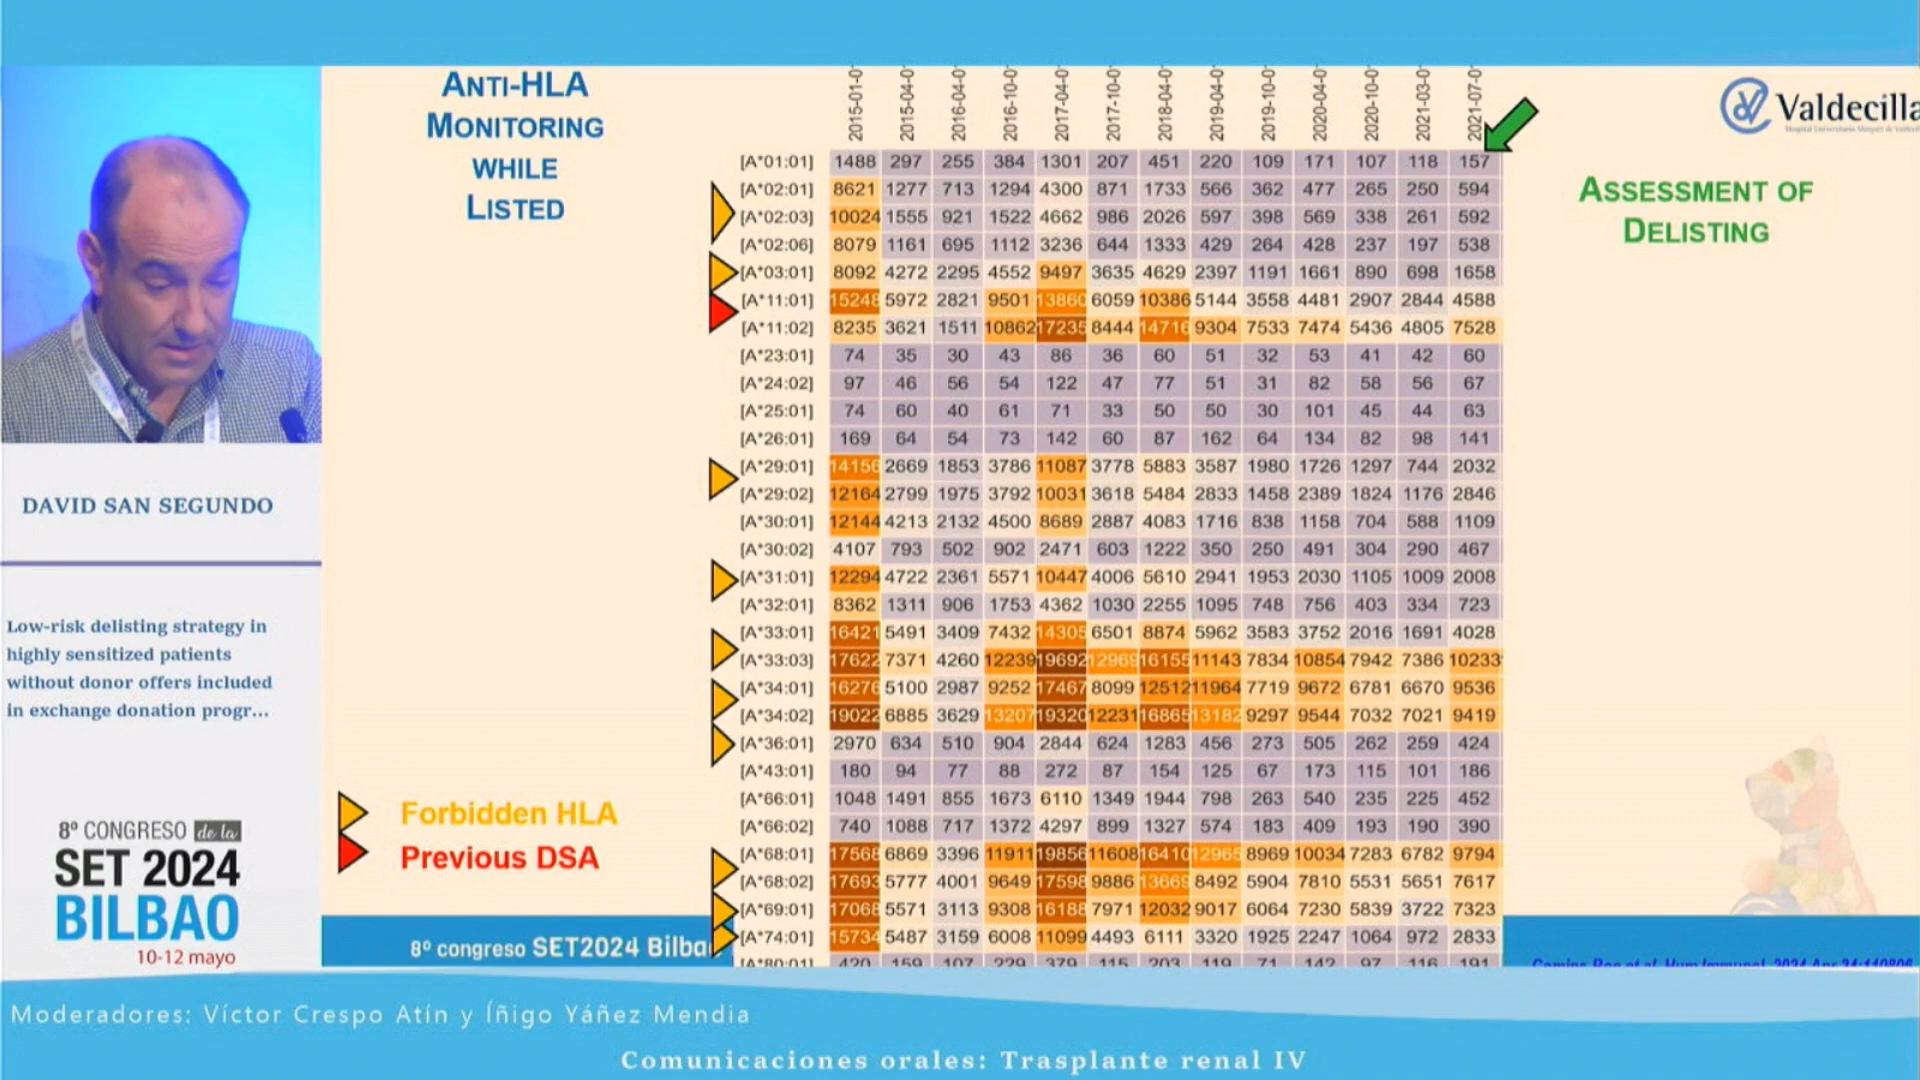 ANTI-HLA
MONITORING
WHILE
LISTED
2015-01-0 2015-04-0 2016-04-0 2016-10-0 2017-04-0 2017-10-0 2018-04-0 2019-04-0 2019-10-0 2020-04-0 2020-10-0 2021-03-0 2021-07-0
[A*01:01] 1488 297 255 384 1301 207 451 220 109 171 107 118 157
[A*02:01] 8621 1277 713 1294 4300 871 1733 566 362 477 265 250 594
[A*02:03] 10024 1555 921 1522 4662 986 2026 597 398 569 338 261 592
[A*02:06] 8079 1161 695 1112 3236 644 1333 429 264 428 237 197 538
[A*03:01] 8092 4272 2295 4552 9497 3635 4629 2397 1191 1661 890 698 1658
[A*11:01] 15248 5972 2821 9501 13860 6059 10386 5144 3558 4481 2907 2844 4588
[A*11:02] 8235 3621 1511 10862 17235 8444 14716 9304 7533 7474 5436 4805 7528
[A*23:01] 74 35 30 43 86 36 60 51 32 53 41 42 60
[A*24:02] 97 46 56 54 122 47 77 51 31 82 58 56 67
[A*25:01] 74 60 40 61 71 33 50 50 30 101 45 44 63
[A*26:01] 169 64 54 73 142 60 87 162 64 134 82 98 141
[A*29:01] 14156 2669 1853 3786 11087 3778 5883 3587 1980 1726 1297 744 2032
[A*29:02] 12164 2799 1975 3792 10031 3618 5484 2833 1458 2389 1824 1176 2846
[A*30:01] 12144 4213 2132 4500 8689 2887 4083 1716 838 1158 704 588 1109
[A*30:02] 4107 793 502 902 2471 603 1222 350 250 491 304 290 467
[A*31:01] 12294 4722 2361 5571 10447 4006 5610 2941 1953 2030 1105 1009 2008
[A*32:01] 8362 1311 906 1753 4362 1030 2255 1095 748 756 403 334 723
[A*33:01] 16421 5491 3409 7432 14305 6501 8874 5962 3583 3752 2016 1691 4028
[A*33:03] 17622 7371 4260 12239 19692 12969 16155 11143 7834 10854 7942 7386 10233
[A*34:01] 16276 5100 2987 9252 17467 8099 12512 11964 7719 9672 6781 6670 9536
[A*34:02] 19022 6885 3629 13207 19320 12231 16865 13182 9297 9544 7032 7021 9419
[A*36:01] 2970 634 510 904 2844 624 1283 456 273 505 262 259 424
[A*43:01] 180 94 77 88 272 87 154 125 67 173 115 101 186
[A*66:01] 1048 1491 855 1673 6110 1349 1944 798 263 540 235 225 452
[A*66:02] 740 1088 717 1372 4297 899 1327 574 183 409 193 190 390
[A*68:01] 17568 6869 3396 11911 19856 11608 16410 12965 8969 10034 7283 6782 9794
[A*68:02] 17693 5777 4001 9649 17598 9886 13669 8492 5904 7810 5531 5651 7617
[A*69:01] 17068 5571 3113 9308 16188 7971 12032 9017 6064 7230 5839 3722 7323
[A*74:01] 15734 5487 3159 6008 11099 4493 6111 3320 1925 2247 1064 972 2833
[A*80:01] 420 159 107 229 379 115 203 119 71 142 97 116 191
Valdecilla
ASSESSMENT OF
DELISTING
Forbidden HLA
Previous DSA
8º congreso SET2024 Bilba
DAVID SAN SEGUNDO
Low-risk delisting strategy in
highly sensitized patients
without donor offers included
in exchange donation progr...
8º CONGRESO de la
SET 2024
BILBAO
10-12 mayo
Moderadores: Víctor Crespo Atín y Íñigo Yáñez Mendia
Comunicaciones orales: Trasplante renal IV